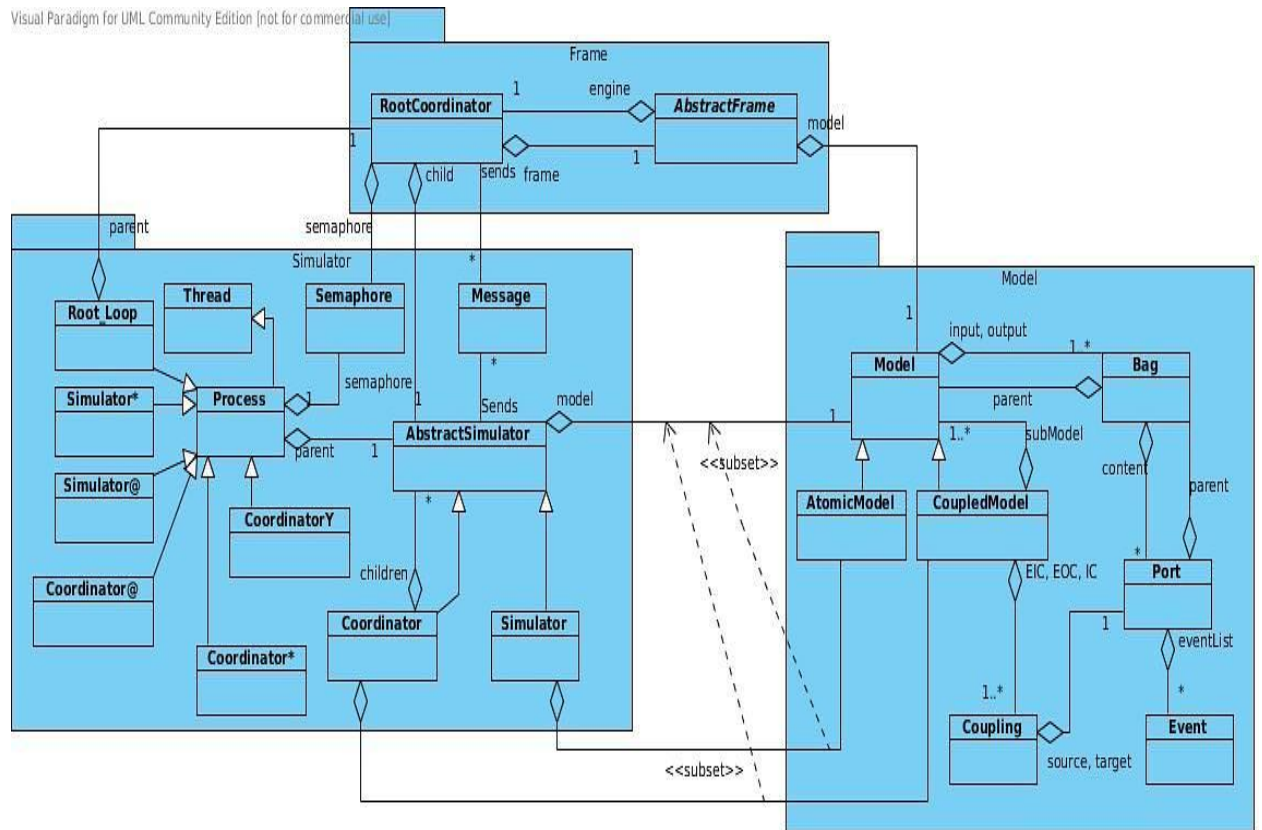 Visual Paradigm for UML Community Edition [not for commercial use]
Frame
1
engine
RootCoordinator
AbstractFrame
model
1
1
child
sends
frame
parent
semaphore
Simulator
*
Thread
Semaphore
Message
Root_Loop
semaphore
*
Simulator*
Process
1
1
Sends
model
parent
1
AbstractSimulator
Simulator@
*
CoordinatorY
Coordinator@
children
Coordinator
Simulator
Coordinator*
<<subset>>
<<subset>>
Model
1
input, output
1..*
Model
Bag
parent
1
1..*
subModel
content
parent
AtomicModel
CoupledModel
*
EIC, EOC, IC
Port
1
eventList
1..*
*
Coupling
Event
source, target